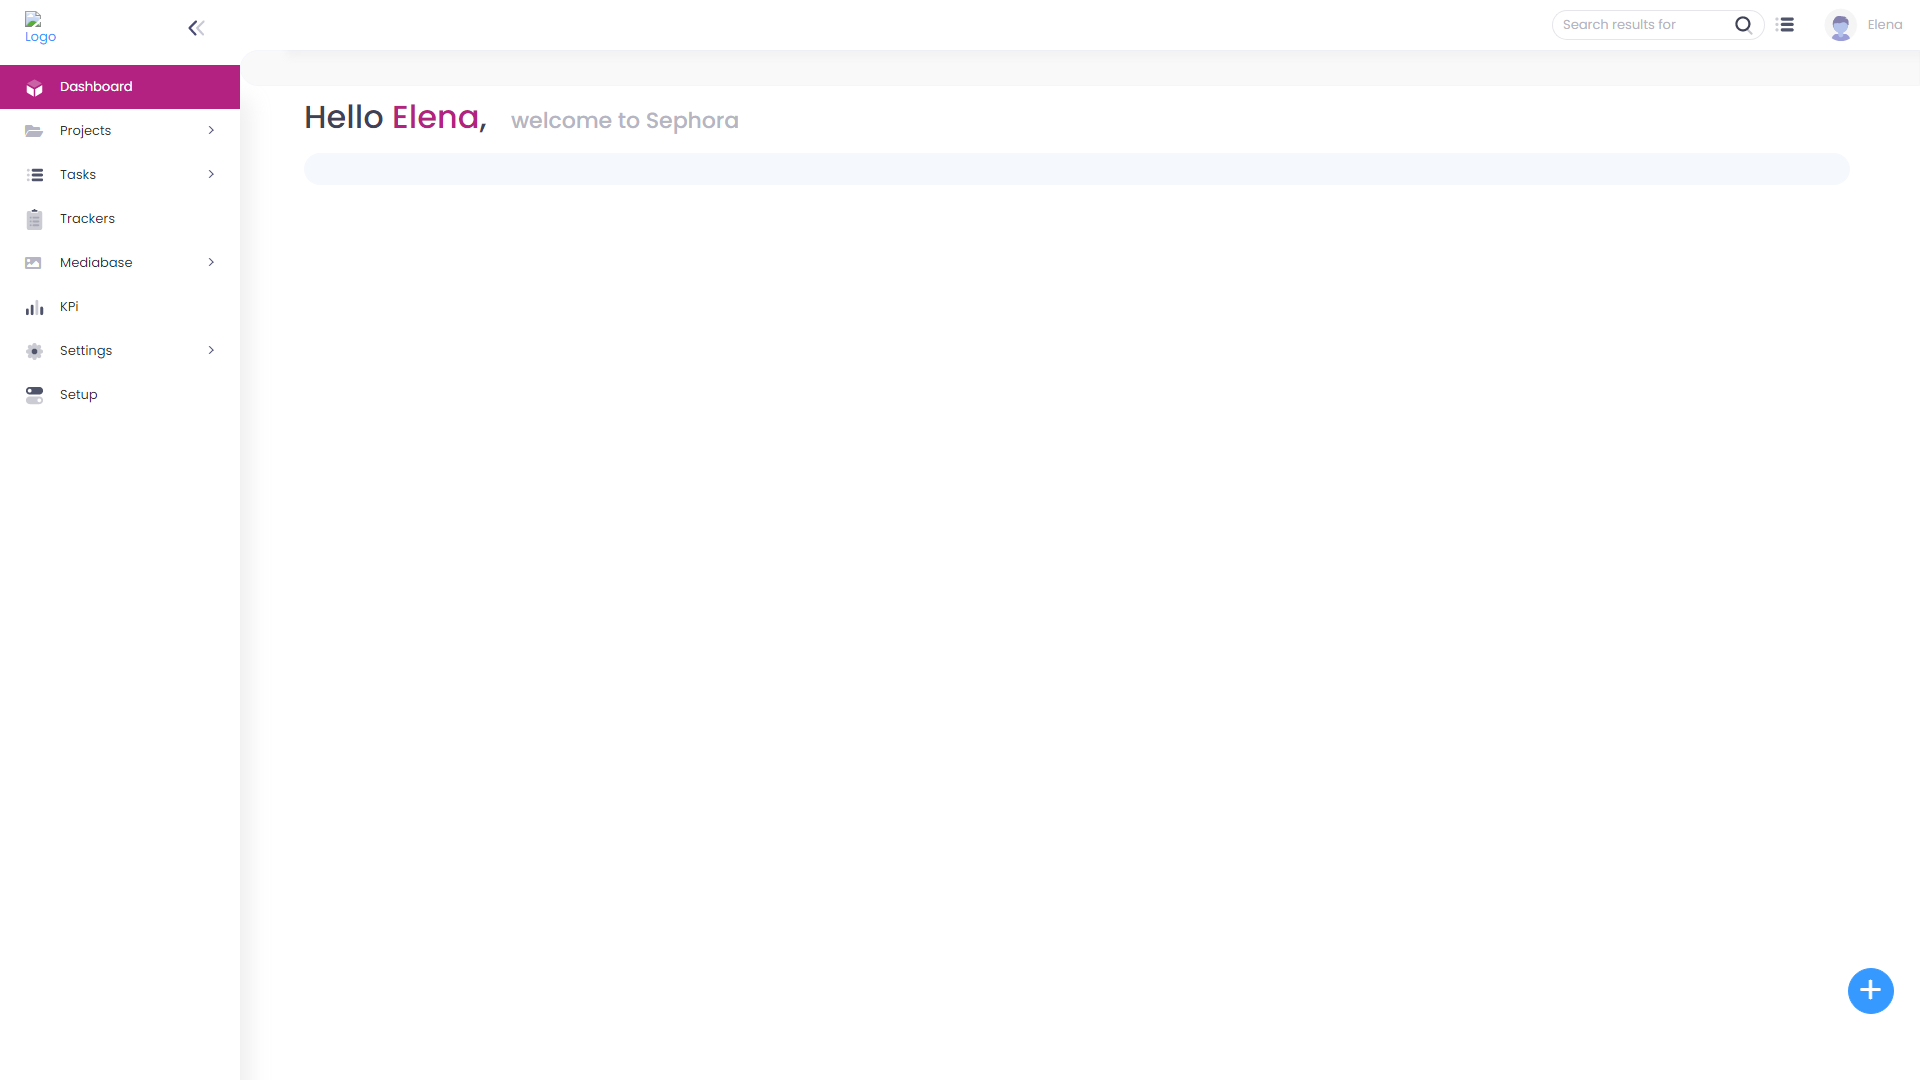 Logo
Search results for
Elena
Dashboard
Projects
Tasks
Trackers
Mediabase
KPi
Settings
Setup
Hello Elena, welcome to Sephora